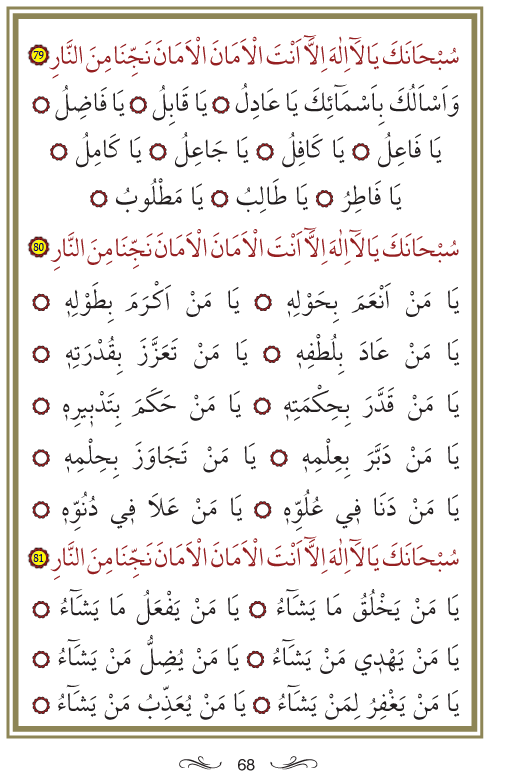 سُبْحَانَكَ يَا لَٓا اِلٰهَ اِلَّٓا اَنْتَ الْاَمَانَ الْاَمَانَ نَجِّنَا مِنَ النَّارِ 79
وَاَسْاَلُكَ بِاَسْمَٓائِكَ يَا عَادِلُ ۞ يَا قَابِلُ ۞ يَا فَاضِلُ ۞
يَا فَاعِلُ ۞ يَا كَافِلُ ۞ يَا جَاعِلُ ۞ يَا كَامِلُ ۞
يَا فَاطِرُ ۞ يَا طَالِبُ ۞ يَا مَطْلُوبُ ۞
سُبْحَانَكَ يَا لَٓا اِلٰهَ اِلَّٓا اَنْتَ الْاَمَانَ الْاَمَانَ نَجِّنَا مِنَ النَّارِ 80
يَا مَنْ اَنْعَمَ بِحَوْلِهٖ ۞ يَا مَنْ اَكْرَمَ بِطَوْلِهٖ ۞
يَا مَنْ عَادَ بِلُطْفِهٖ ۞ يَا مَنْ تَعَزَّزَ بِقُدْرَتِهٖ ۞
يَا مَنْ قَدَّرَ بِحِكْمَتِهٖ ۞ يَا مَنْ حَكَمَ بِتَدْبِيرِهٖ ۞
يَا مَنْ دَبَّرَ بِعِلْمِهٖ ۞ يَا مَنْ تَجَاوَزَ بِحِلْمِهٖ ۞
يَا مَنْ دَنَا فٖي عُلُوِّهٖ ۞ يَا مَنْ عَلَا فٖي دُنُوِّهٖ ۞
سُبْحَانَكَ يَا لَٓا اِلٰهَ اِلَّٓا اَنْتَ الْاَمَانَ الْاَمَانَ نَجِّنَا مِنَ النَّارِ 81
يَا مَنْ يَخْلُقُ مَا يَشَٓاءُ ۞ يَا مَنْ يَفْعَلُ مَا يَشَٓاءُ ۞
يَا مَنْ يَهْدٖي مَنْ يَشَٓاءُ ۞ يَا مَنْ يُضِلُّ مَنْ يَشَٓاءُ ۞
يَا مَنْ يَغْفِرُ لِمَنْ يَشَٓاءُ ۞ يَا مَنْ يُعَذِّبُ مَنْ يَشَٓاءُ ۞
68